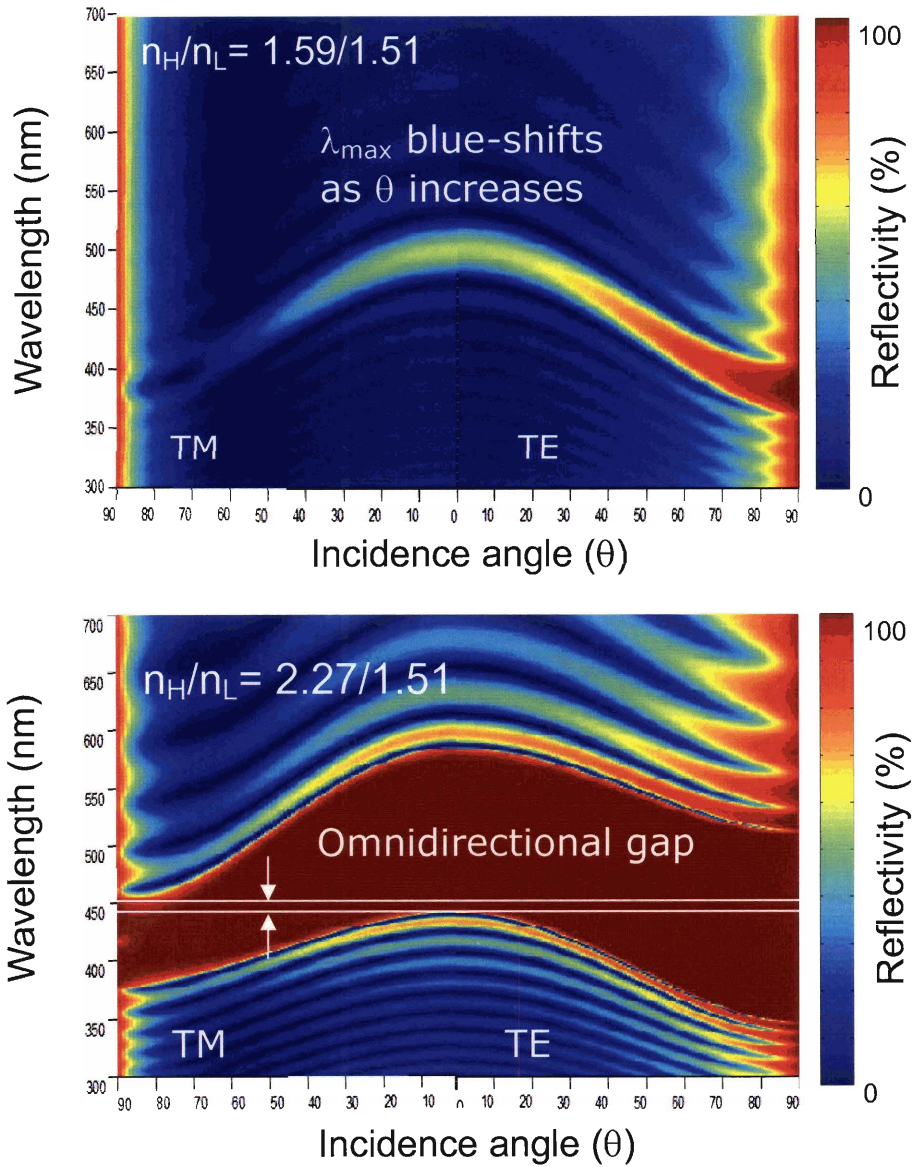 700
650
600
550
500
450
400
350
300
Wavelength (nm)
n_H/n_L= 1.59/1.51
λ_max blue-shifts
as θ increases
TM
TE
90 80 70 60 50 40 30 20 10 0 10 20 30 40 50 60 70 80 90
Incidence angle (θ)
100
0
Reflectivity (%)
700
650
600
550
500
450
400
350
300
Wavelength (nm)
n_H/n_L= 2.27/1.51
Omnidirectional gap
TM
TE
90 80 70 60 50 40 30 20 10 0 10 20 30 40 50 60 70 80 90
Incidence angle (θ)
100
0
Reflectivity (%)